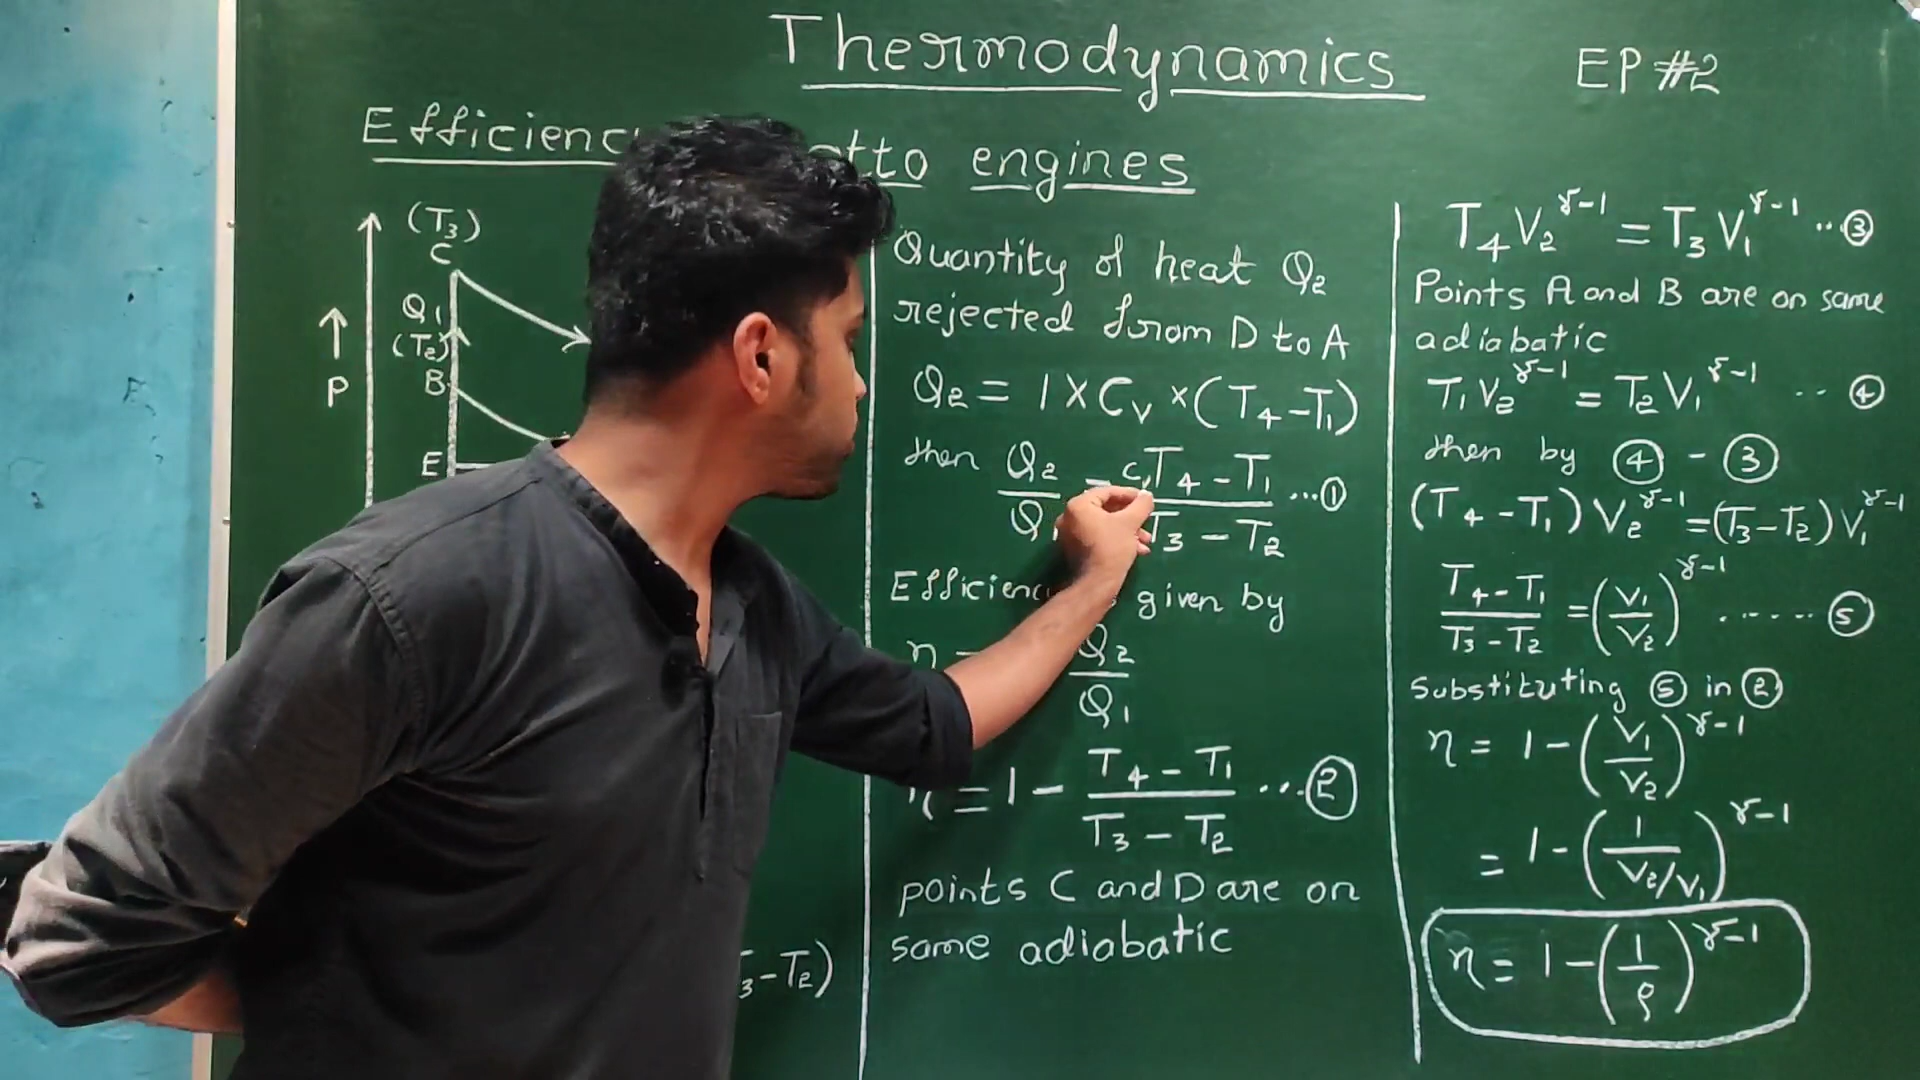 Thermodynamics
EP #2
otto engines
(T₃)
C
Q₁
(T₂)
B
E
↑
P
₃-T₂)
Quantity of heat Q₂
rejected from D to A
Q₂ = 1×Cᵥ×(T₄-T₁)
then Q₂/Q₁ = CᵥT₄-T₁/T₃-T₂ ...①
given by
η Q₂/Q₁
η = 1 - T₄-T₁/T₃-T₂ ...②
points C and D are on
same adiabatic
T₄V₂^γ-1 = T₃V₁^γ-1 ...③
Points A and B are on same
adiabatic
T₁V₂^γ-1 = T₂V₁^γ-1 .. ④
then by ④ - ③
(T₄-T₁)V₂^γ-1 = (T₃-T₂)V₁^γ-1
T₄-T₁/T₃-T₂ = (V₁/V₂)^γ-1 ...... ⑤
Substituting ⑤ in ②
η = 1-(V₁/V₂)^γ-1
= 1-(1/V₂/V₁)^γ-1
η = 1-(1/ρ)^γ-1